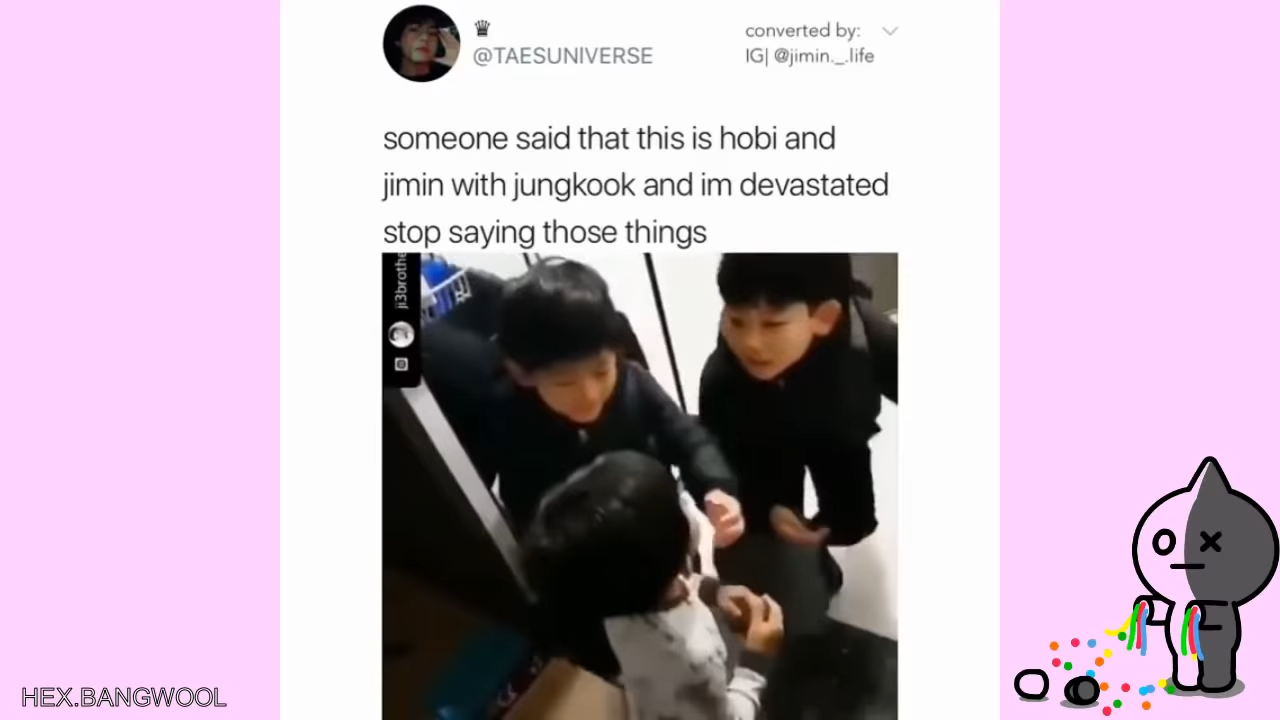 ♛
@TAESUNIVERSE
converted by:
IG| @jimin._.life
someone said that this is hobi and
jimin with jungkook and im devastated
stop saying those things
ji3brothe
HEX.BANGWOOL